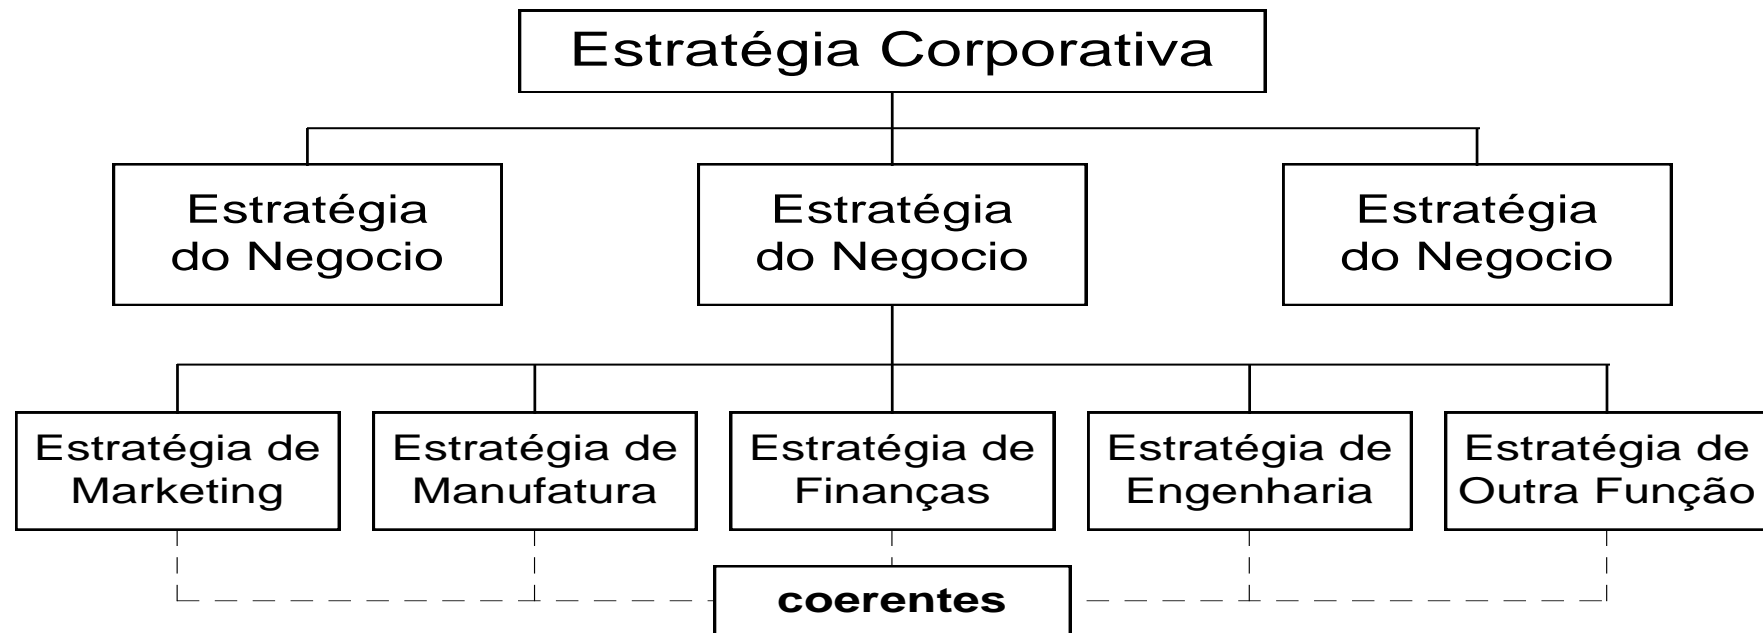 Estratégia Corporativa
Estratégia
do Negocio
Estratégia
do Negocio
Estratégia
do Negocio
Estratégia de
Marketing
Estratégia de
Manufatura
Estratégia de
Finanças
Estratégia de
Engenharia
Estratégia de
Outra Função
coerentes